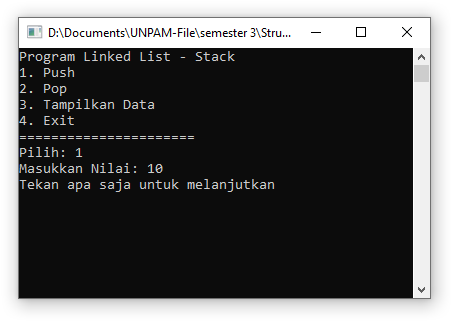 D:\Documents\UNPAM-File\semester 3\Stru...
Program Linked List - Stack
1. Push
2. Pop
3. Tampilkan Data
4. Exit
======================
Pilih: 1
Masukkan Nilai: 10
Tekan apa saja untuk melanjutkan